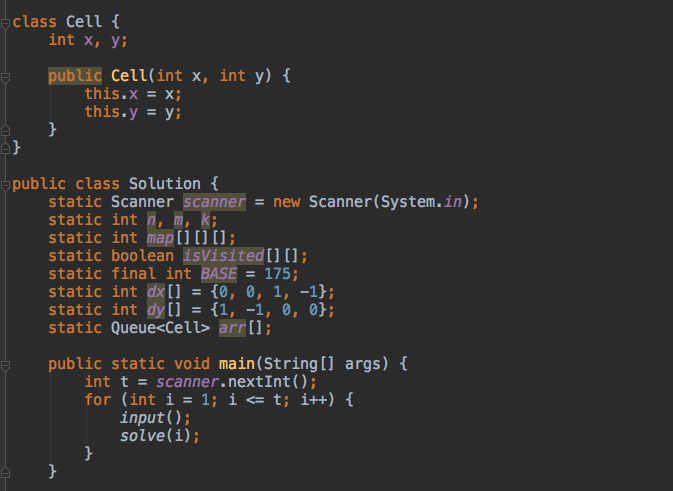 class Cell {
    int x, y;

    public Cell(int x, int y) {
        this.x = x;
        this.y = y;
    }
}

public class Solution {
    static Scanner scanner = new Scanner(System.in);
    static int n, m, k;
    static int map[][][];
    static boolean isVisited[][];
    static final int BASE = 175;
    static int dx[] = {0, 0, 1, -1};
    static int dy[] = {1, -1, 0, 0};
    static Queue<Cell> arr[];

    public static void main(String[] args) {
        int t = scanner.nextInt();
        for (int i = 1; i <= t; i++) {
            input();
            solve(i);
        }
    }